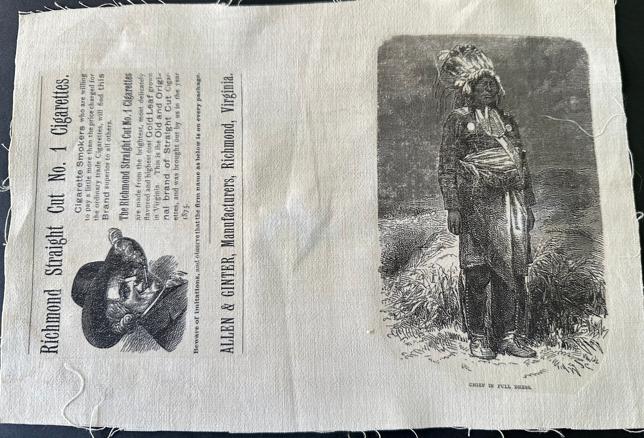 Richmond Straight Cut No. 1 Cigarettes.
Cigarette Smokers who are willing
to pay a little more than the price charged for
the ordinary trade Cigarettes, will find this
Brand superior to all others.
The Richmond Straight Cut No. 1 Cigarettes
are made from the brightest, most delicately
flavored and highest cost Gold Leaf grown
in Virginia. This is the Old and Origi-
nal brand of Straight Cut Ciga-
rettes, and was brought out by us in the year
1875.
Beware of Imitations, and observe that the firm name as below is on every package.
ALLEN & GINTER, Manufacturers, Richmond, Virginia.
CHIEF IN FULL DRESS.